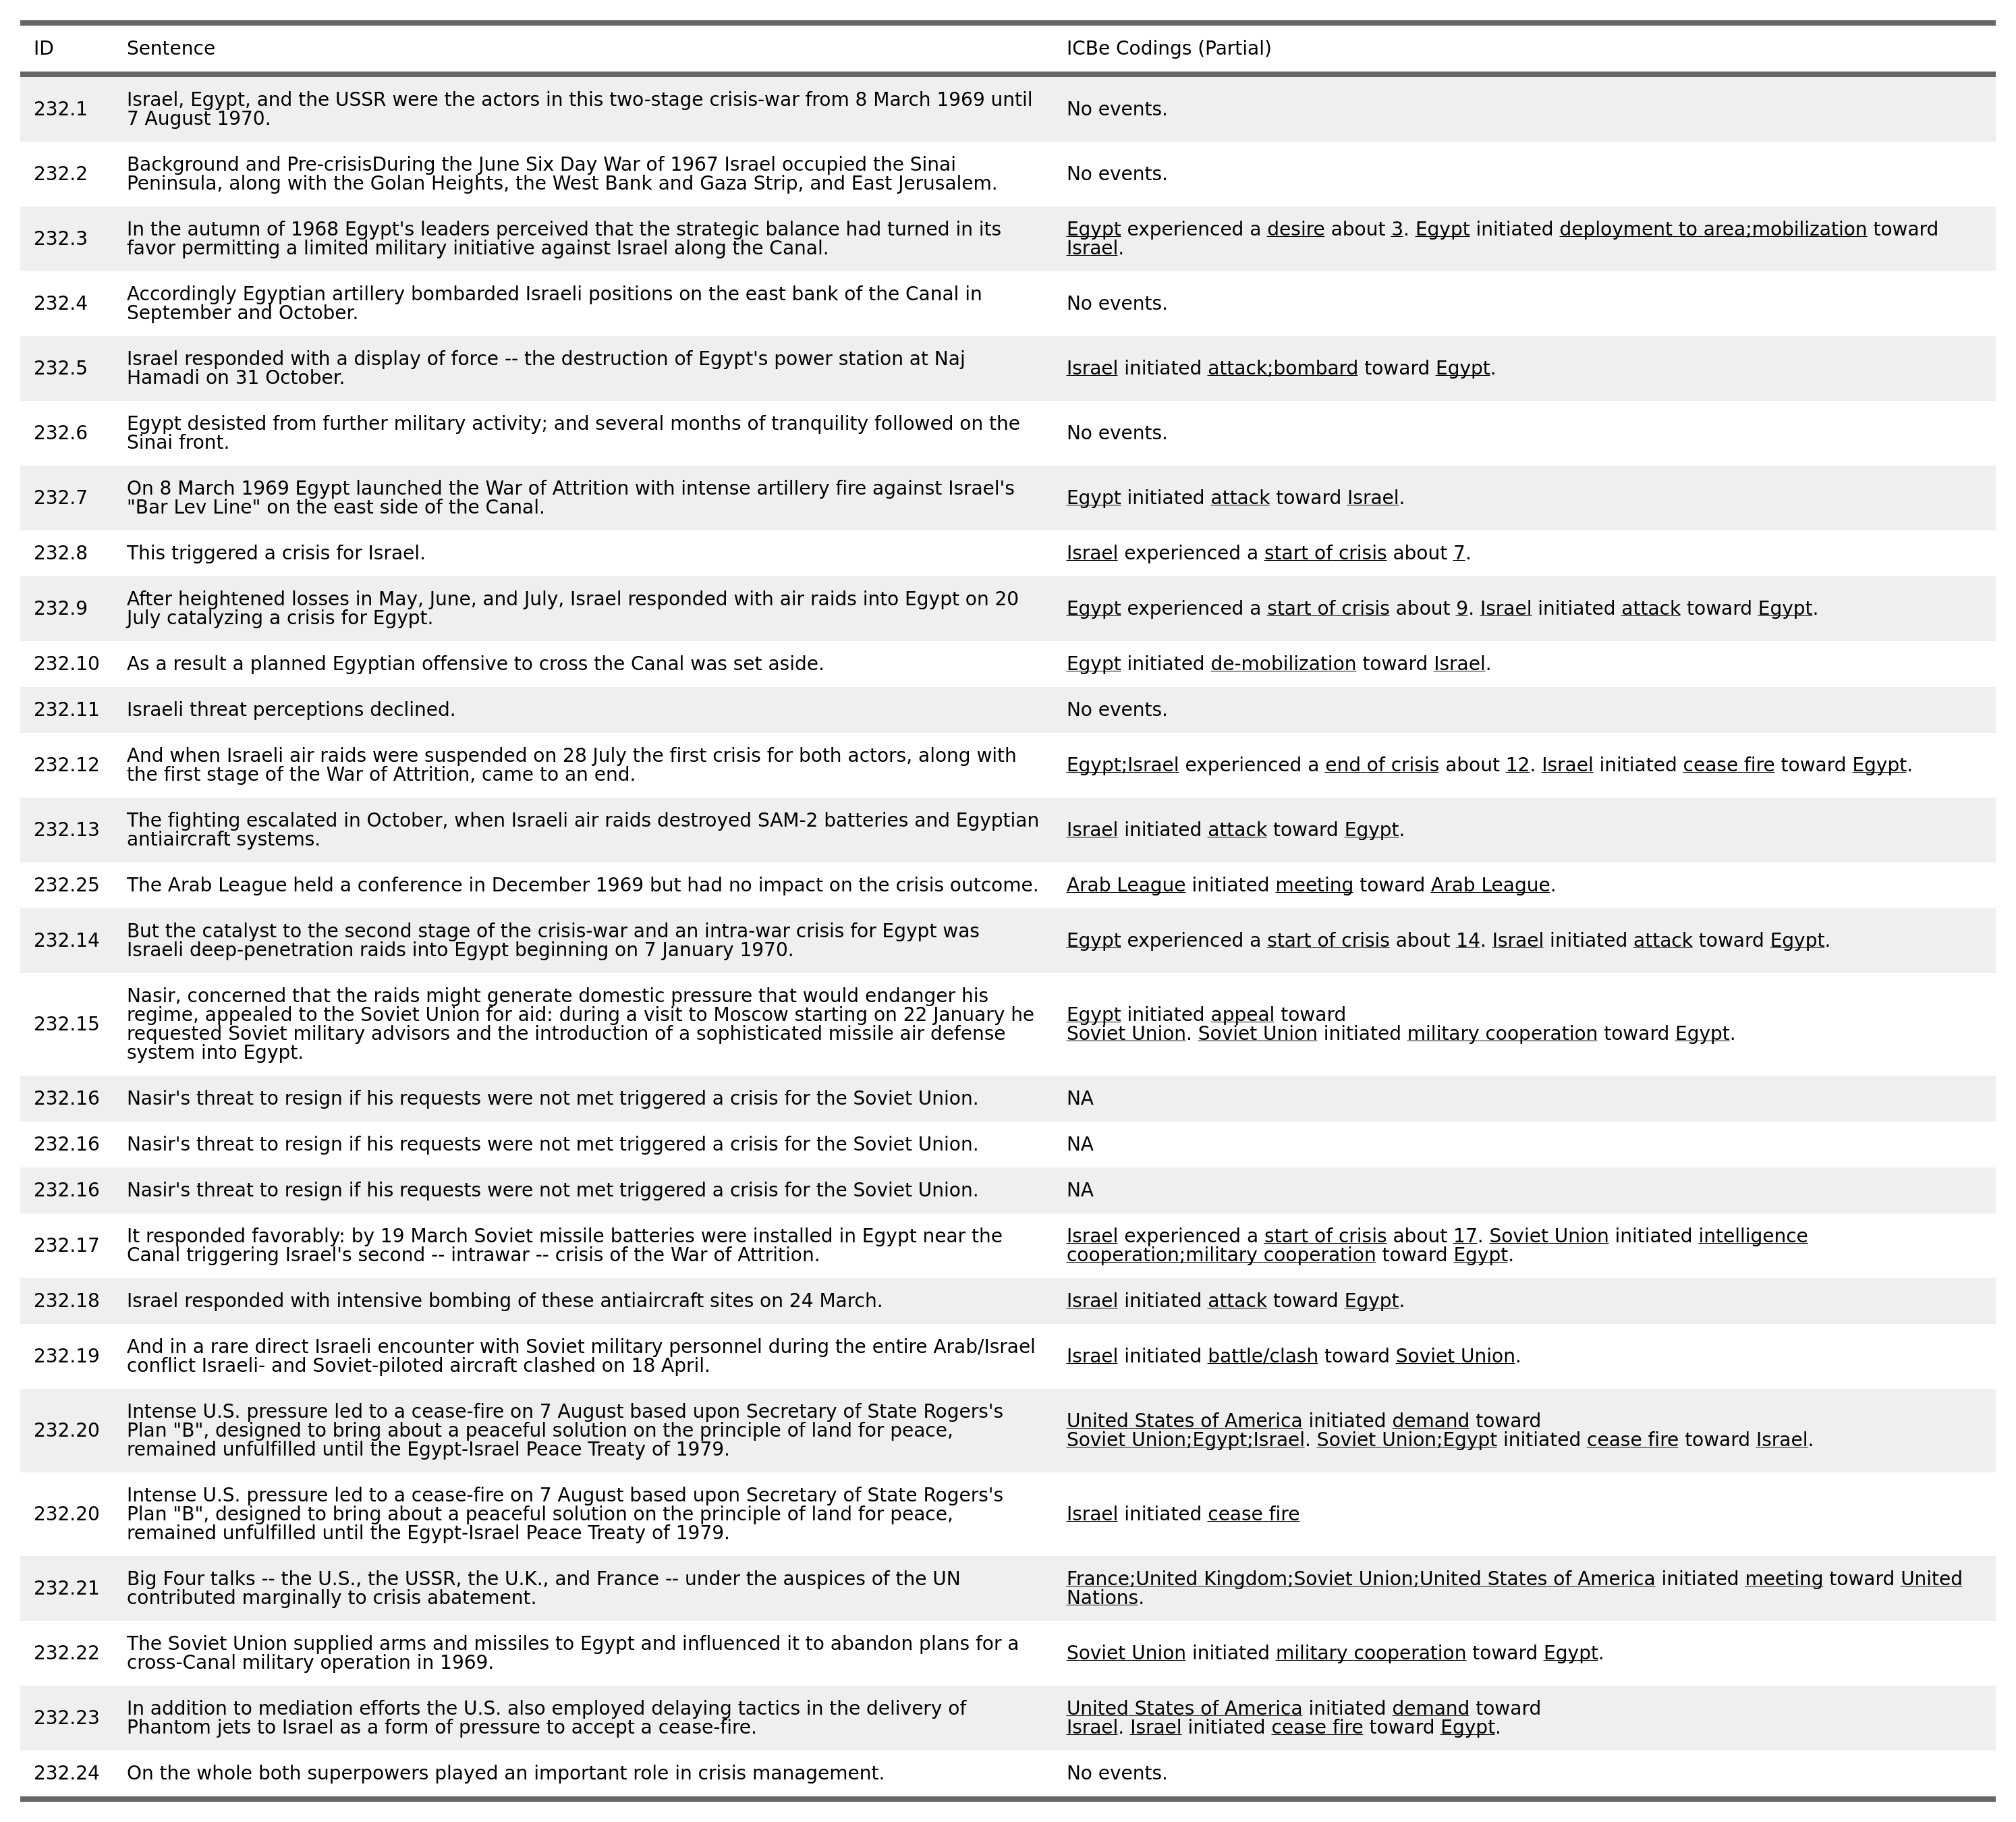 ID Sentence ICBe Codings (Partial)
232.1 Israel, Egypt, and the USSR were the actors in this two-stage crisis-war from 8 March 1969 until
7 August 1970.
No events.
232.2 Background and Pre-crisisDuring the June Six Day War of 1967 Israel occupied the Sinai
Peninsula, along with the Golan Heights, the West Bank and Gaza Strip, and East Jerusalem.
No events.
232.3 In the autumn of 1968 Egypt's leaders perceived that the strategic balance had turned in its
favor permitting a limited military initiative against Israel along the Canal.
Egypt experienced a desire about 3. Egypt initiated deployment to area;mobilization toward
Israel.
232.4 Accordingly Egyptian artillery bombarded Israeli positions on the east bank of the Canal in
September and October.
No events.
232.5 Israel responded with a display of force -- the destruction of Egypt's power station at Naj
Hamadi on 31 October.
Israel initiated attack;bombard toward Egypt.
232.6 Egypt desisted from further military activity; and several months of tranquility followed on the
Sinai front.
No events.
232.7 On 8 March 1969 Egypt launched the War of Attrition with intense artillery fire against Israel's
"Bar Lev Line" on the east side of the Canal.
Egypt initiated attack toward Israel.
232.8 This triggered a crisis for Israel.
Israel experienced a start of crisis about 7.
232.9 After heightened losses in May, June, and July, Israel responded with air raids into Egypt on 20
July catalyzing a crisis for Egypt.
Egypt experienced a start of crisis about 9. Israel initiated attack toward Egypt.
232.10 As a result a planned Egyptian offensive to cross the Canal was set aside.
Egypt initiated de-mobilization toward Israel.
232.11 Israeli threat perceptions declined.
No events.
232.12 And when Israeli air raids were suspended on 28 July the first crisis for both actors, along with
the first stage of the War of Attrition, came to an end.
Egypt;Israel experienced a end of crisis about 12. Israel initiated cease fire toward Egypt.
232.13 The fighting escalated in October, when Israeli air raids destroyed SAM-2 batteries and Egyptian
antiaircraft systems.
Israel initiated attack toward Egypt.
232.25 The Arab League held a conference in December 1969 but had no impact on the crisis outcome.
Arab League initiated meeting toward Arab League.
232.14 But the catalyst to the second stage of the crisis-war and an intra-war crisis for Egypt was
Israeli deep-penetration raids into Egypt beginning on 7 January 1970.
Egypt experienced a start of crisis about 14. Israel initiated attack toward Egypt.
232.15 Nasir, concerned that the raids might generate domestic pressure that would endanger his
regime, appealed to the Soviet Union for aid: during a visit to Moscow starting on 22 January he
requested Soviet military advisors and the introduction of a sophisticated missile air defense
system into Egypt.
Egypt initiated appeal toward
Soviet Union. Soviet Union initiated military cooperation toward Egypt.
232.16 Nasir's threat to resign if his requests were not met triggered a crisis for the Soviet Union.
NA
232.16 Nasir's threat to resign if his requests were not met triggered a crisis for the Soviet Union.
NA
232.16 Nasir's threat to resign if his requests were not met triggered a crisis for the Soviet Union.
NA
232.17 It responded favorably: by 19 March Soviet missile batteries were installed in Egypt near the
Canal triggering Israel's second -- intrawar -- crisis of the War of Attrition.
Israel experienced a start of crisis about 17. Soviet Union initiated intelligence
cooperation;military cooperation toward Egypt.
232.18 Israel responded with intensive bombing of these antiaircraft sites on 24 March.
Israel initiated attack toward Egypt.
232.19 And in a rare direct Israeli encounter with Soviet military personnel during the entire Arab/Israel
conflict Israeli- and Soviet-piloted aircraft clashed on 18 April.
Israel initiated battle/clash toward Soviet Union.
232.20 Intense U.S. pressure led to a cease-fire on 7 August based upon Secretary of State Rogers's
Plan "B", designed to bring about a peaceful solution on the principle of land for peace,
remained unfulfilled until the Egypt-Israel Peace Treaty of 1979.
United States of America initiated demand toward
Soviet Union;Egypt;Israel. Soviet Union;Egypt initiated cease fire toward Israel.
232.20 Intense U.S. pressure led to a cease-fire on 7 August based upon Secretary of State Rogers's
Plan "B", designed to bring about a peaceful solution on the principle of land for peace,
remained unfulfilled until the Egypt-Israel Peace Treaty of 1979.
Israel initiated cease fire
232.21 Big Four talks -- the U.S., the USSR, the U.K., and France -- under the auspices of the UN
contributed marginally to crisis abatement.
France;United Kingdom;Soviet Union;United States of America initiated meeting toward United
Nations.
232.22 The Soviet Union supplied arms and missiles to Egypt and influenced it to abandon plans for a
cross-Canal military operation in 1969.
Soviet Union initiated military cooperation toward Egypt.
232.23 In addition to mediation efforts the U.S. also employed delaying tactics in the delivery of
Phantom jets to Israel as a form of pressure to accept a cease-fire.
United States of America initiated demand toward
Israel. Israel initiated cease fire toward Egypt.
232.24 On the whole both superpowers played an important role in crisis management.
No events.